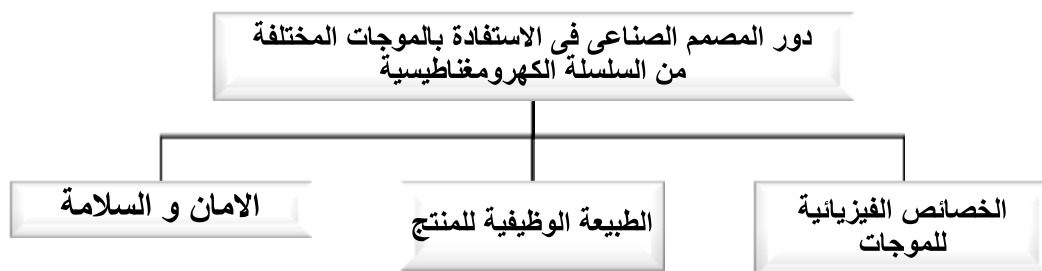 دور المصمم الصناعى فى الاستفادة بالموجات المختلفة
من السلسلة الكهرومغناطيسية
الخصائص الفيزيائية
للموجات
الطبيعة الوظيفية للمنتج
الامان و السلامة